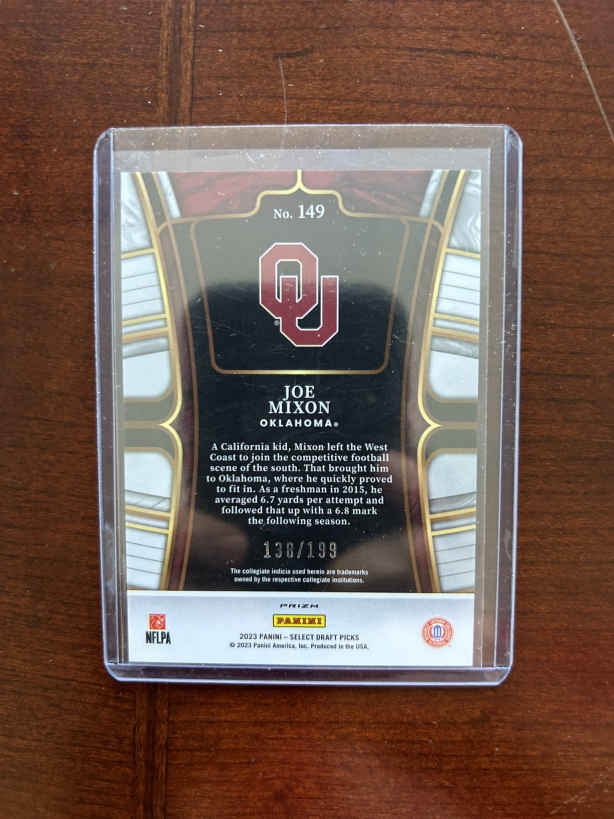 No. 149
OU
JOE
MIXON
OKLAHOMA®
A California kid, Mixon left the West
Coast to join the competitive football
scene of the south. That brought him
to Oklahoma, where he quickly proved
to fit in. As a freshman in 2015, he
averaged 6.7 yards per attempt and
followed that up with a 6.8 mark
the following season.
138/199
The collegiate indicia used herein are trademarks
owned by the respective collegiate institutions.
PRIZM
PANINI
NFLPA
2023 PANINI – SELECT DRAFT PICKS
© 2023 Panini America, Inc. Produced in the USA.